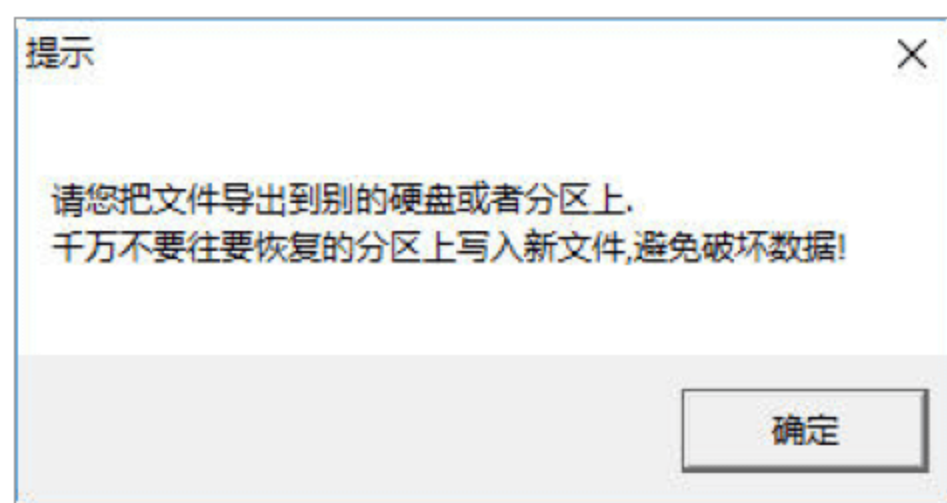 提示
请您把文件导出到别的硬盘或者分区上.
千万不要往要恢复的分区上写入新文件,避免破坏数据!
确定